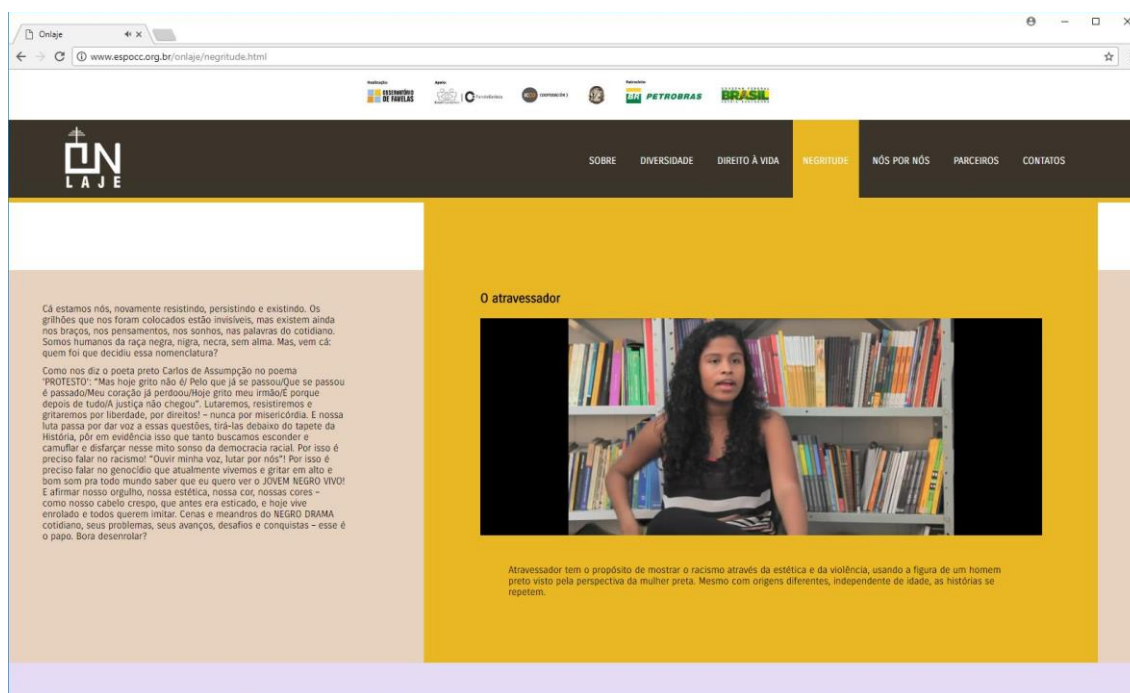 Onlaje
www.espocc.org.br/onlaje/negritude.html
Realização:
OBSERVATÓRIO
DE FAVELAS
Apoio:
Patrocínio:
BR PETROBRAS
GOVERNO FEDERAL
BRASIL
ON
LAJE
SOBRE
DIVERSIDADE
DIREITO À VIDA
NEGRITUDE
NÓS POR NÓS
PARCEIROS
CONTATOS
Cá estamos nós, novamente resistindo, persistindo e existindo. Os
grilhões que nos foram colocados estão invisíveis, mas existem ainda
nos braços, nos pensamentos, nos sonhos, nas palavras do cotidiano.
Somos humanos da raça negra, nigra, necra, sem alma. Mas, vem cá:
quem foi que decidiu essa nomenclatura?
Como nos diz o poeta preto Carlos de Assumpção no poema
'PROTESTO': "Mas hoje grito não é/ Pelo que já se passou/Que se passou
é passado/Meu coração já perdoou/Hoje grito meu irmão/É porque
depois de tudo/A justiça não chegou". Lutaremos, resistiremos e
gritaremos por liberdade, por direitos! – nunca por misericórdia. E nossa
luta passa por dar voz a essas questões, tirá-las debaixo do tapete da
História, pôr em evidência isso que tanto buscamos esconder e
camuflar e disfarçar nesse mito sonso da democracia racial. Por isso é
preciso falar no racismo! "Ouvir minha voz, lutar por nós"! Por isso é
preciso falar no genocídio que atualmente vivemos e gritar em alto e
bom som pra todo mundo saber que eu quero ver o JOVEM NEGRO VIVO!
E afirmar nosso orgulho, nossa estética, nossa cor, nossas cores –
como nosso cabelo crespo, que antes era esticado, e hoje vive
enrolado e todos querem imitar. Cenas e meandros do NEGRO DRAMA
cotidiano, seus problemas, seus avanços, desafios e conquistas – esse é
o papo. Bora desenrolar?
O atravessador
Atravessador tem o propósito de mostrar o racismo através da estética e da violência, usando a figura de um homem
preto visto pela perspectiva da mulher preta. Mesmo com origens diferentes, independente de idade, as histórias se
repetem.